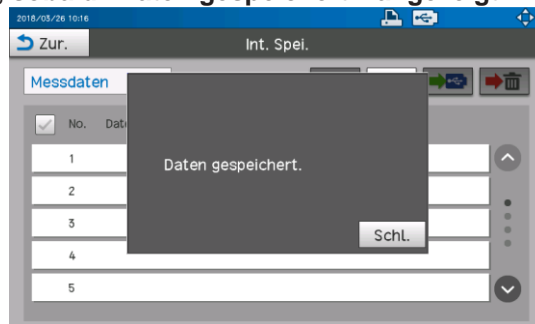 2018/03/26 10:16
Zur.
Int. Spei.
Messdaten
No.
1
Daten gespeichert.
2
3
Schl.
4
5